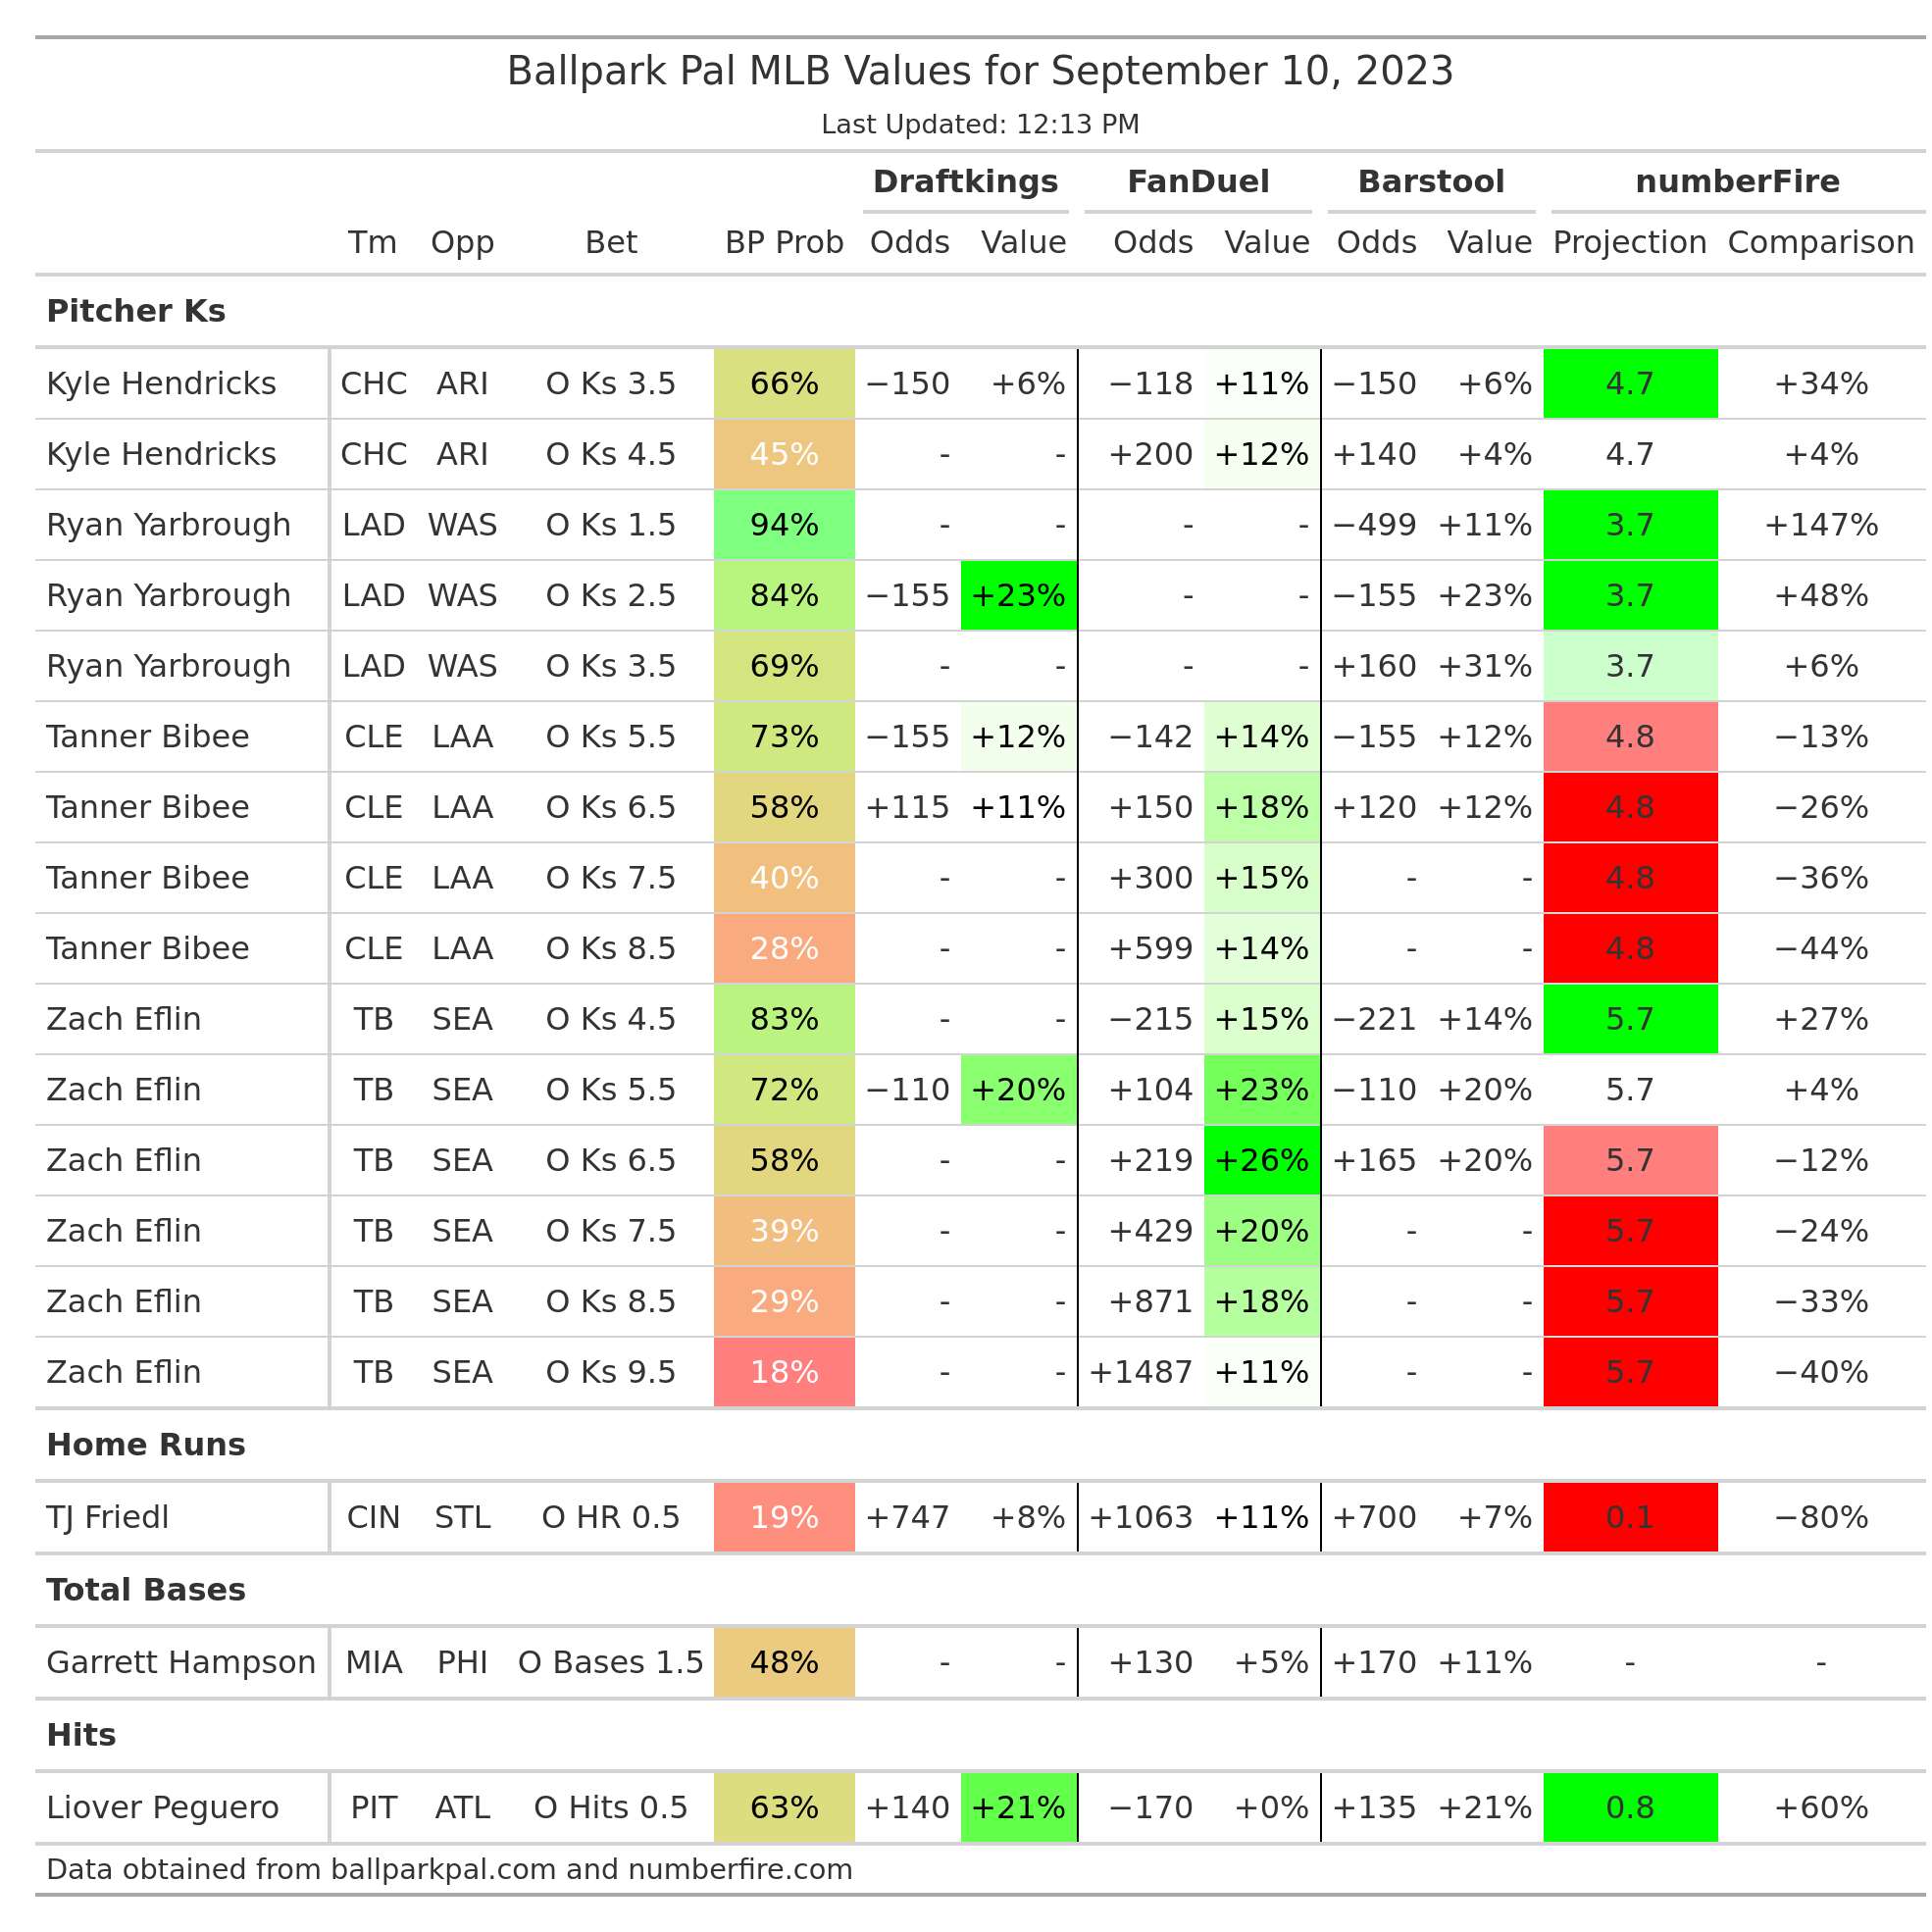 Ballpark Pal MLB Values for September 10, 2023
Last Updated: 12:13 PM
Draftkings FanDuel Barstool numberFire
Tm Opp Bet BP Prob Odds Value Odds Value Odds Value Projection Comparison
Pitcher Ks
Kyle Hendricks CHC ARI O Ks 3.5 66% −150 +6% −118 +11% −150 +6% 4.7 +34%
Kyle Hendricks CHC ARI O Ks 4.5 45% - - +200 +12% +140 +4% 4.7 +4%
Ryan Yarbrough LAD WAS O Ks 1.5 94% - - - - −499 +11% 3.7 +147%
Ryan Yarbrough LAD WAS O Ks 2.5 84% −155 +23% - - −155 +23% 3.7 +48%
Ryan Yarbrough LAD WAS O Ks 3.5 69% - - - - +160 +31% 3.7 +6%
Tanner Bibee CLE LAA O Ks 5.5 73% −155 +12% −142 +14% −155 +12% 4.8 −13%
Tanner Bibee CLE LAA O Ks 6.5 58% +115 +11% +150 +18% +120 +12% 4.8 −26%
Tanner Bibee CLE LAA O Ks 7.5 40% - - +300 +15% - - 4.8 −36%
Tanner Bibee CLE LAA O Ks 8.5 28% - - +599 +14% - - 4.8 −44%
Zach Eflin TB SEA O Ks 4.5 83% - - −215 +15% −221 +14% 5.7 +27%
Zach Eflin TB SEA O Ks 5.5 72% −110 +20% +104 +23% −110 +20% 5.7 +4%
Zach Eflin TB SEA O Ks 6.5 58% - - +219 +26% +165 +20% 5.7 −12%
Zach Eflin TB SEA O Ks 7.5 39% - - +429 +20% - - 5.7 −24%
Zach Eflin TB SEA O Ks 8.5 29% - - +871 +18% - - 5.7 −33%
Zach Eflin TB SEA O Ks 9.5 18% - - +1487 +11% - - 5.7 −40%
Home Runs
TJ Friedl CIN STL O HR 0.5 19% +747 +8% +1063 +11% +700 +7% 0.1 −80%
Total Bases
Garrett Hampson MIA PHI O Bases 1.5 48% - - +130 +5% +170 +11% - -
Hits
Liover Peguero PIT ATL O Hits 0.5 63% +140 +21% −170 +0% +135 +21% 0.8 +60%
Data obtained from ballparkpal.com and numberfire.com